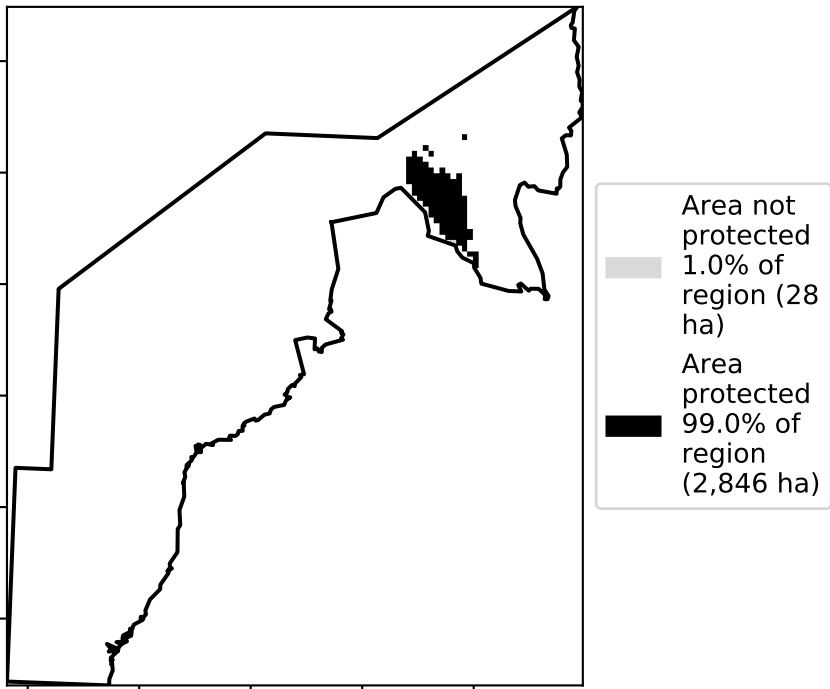 Area not
protected
1.0% of
region (28
ha)
Area
protected
99.0% of
region
(2,846 ha)